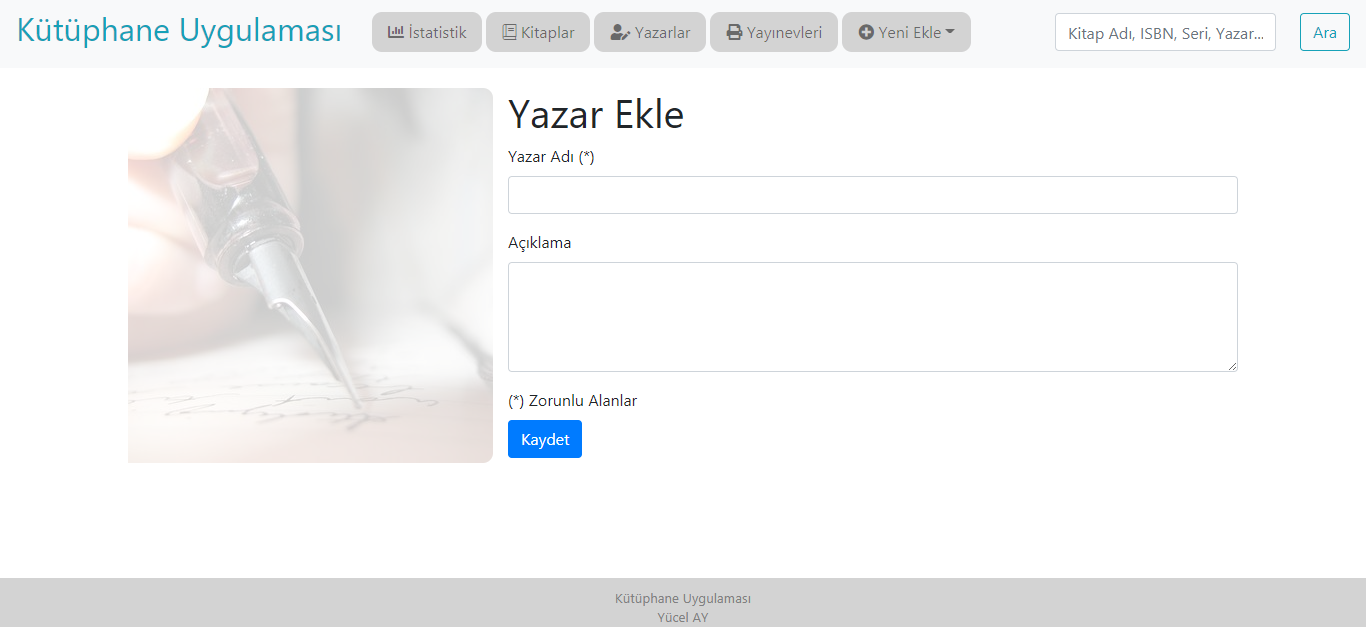 Kütüphane Uygulaması
İstatistik
Kitaplar
Yazarlar
Yayınevleri
Yeni Ekle
Kitap Adı, ISBN, Seri, Yazar...
Ara
Yazar Ekle
Yazar Adı (*)
Açıklama
(*) Zorunlu Alanlar
Kaydet
Kütüphane Uygulaması
Yücel AY